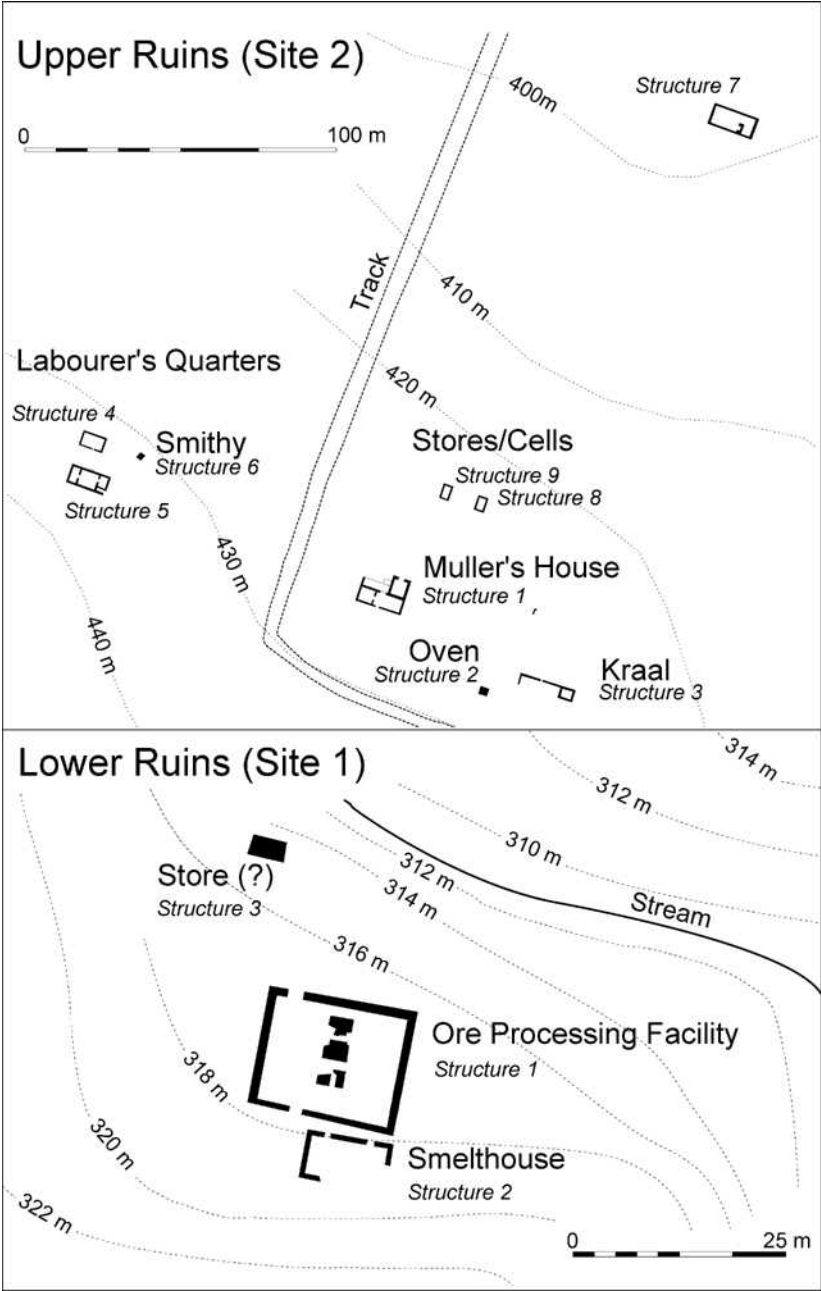 Upper Ruins (Site 2)
0 100 m
400m
Structure 7
Track
410 m
Labourer's Quarters
420 m
Structure 4
Smithy
Structure 6
Structure 5
Stores/Cells
Structure 9
Structure 8
430 m
Muller's House
Structure 1
440 m
Oven
Structure 2
Kraal
Structure 3
Lower Ruins (Site 1)
314 m
312 m
310 m
Store (?)
Structure 3
312 m
314 m
Stream
316 m
Ore Processing Facility
Structure 1
318 m
320 m
Smelthouse
Structure 2
322 m
0 25 m